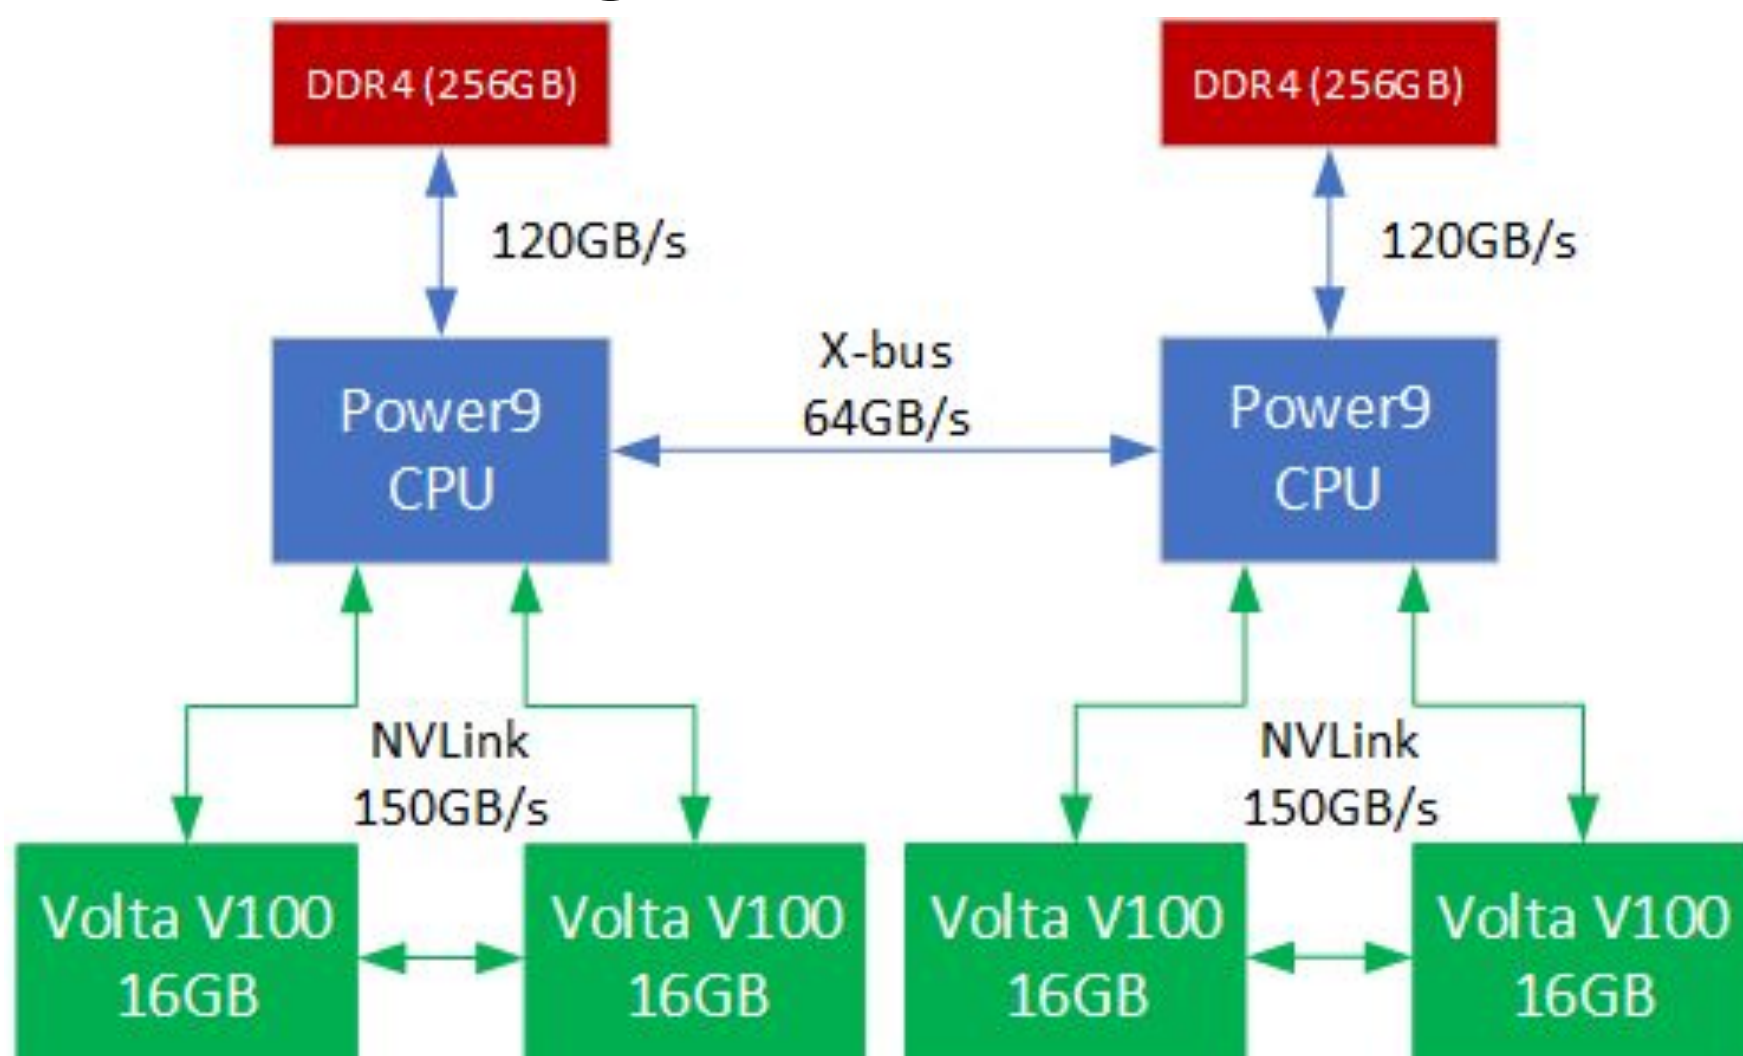 DDR4 (256GB)
DDR4 (256GB)
120GB/s
120GB/s
X-bus
64GB/s
Power9
CPU
Power9
CPU
NVLink
150GB/s
NVLink
150GB/s
Volta V100
16GB
Volta V100
16GB
Volta V100
16GB
Volta V100
16GB